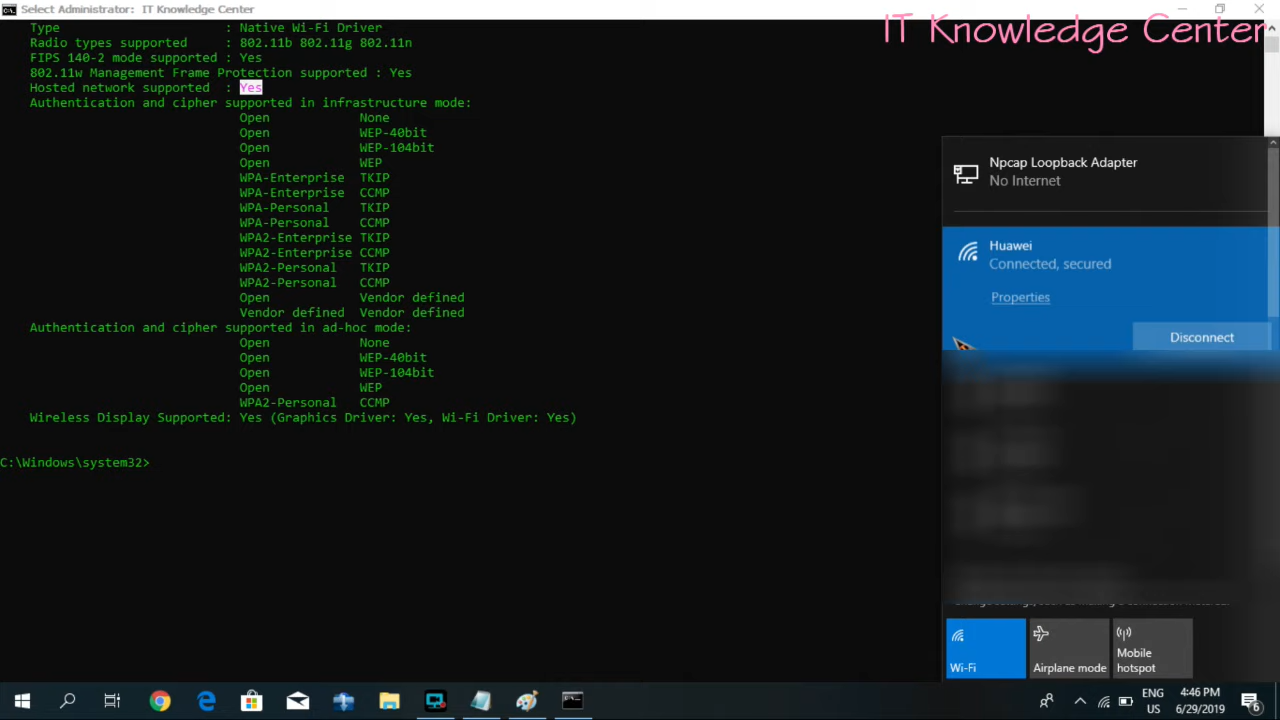 Select Administrator: IT Knowledge Center
IT Knowledge Center
Type : Native Wi-Fi Driver
Radio types supported : 802.11b 802.11g 802.11n
FIPS 140-2 mode supported : Yes
802.11w Management Frame Protection supported : Yes
Hosted network supported : Yes
Authentication and cipher supported in infrastructure mode:
Open None
Open WEP-40bit
Open WEP-104bit
Open WEP
WPA-Enterprise TKIP
WPA-Enterprise CCMP
WPA-Personal TKIP
WPA-Personal CCMP
WPA2-Enterprise TKIP
WPA2-Enterprise CCMP
WPA2-Personal TKIP
WPA2-Personal CCMP
Open Vendor defined
Vendor defined Vendor defined
Authentication and cipher supported in ad-hoc mode:
Open None
Open WEP-40bit
Open WEP-104bit
Open WEP
WPA2-Personal CCMP
Wireless Display Supported: Yes (Graphics Driver: Yes, Wi-Fi Driver: Yes)
C:\Windows\system32>
Npcap Loopback Adapter
No Internet
Huawei
Connected, secured
Properties
Disconnect
Wi-Fi
Airplane mode
Mobile
hotspot
ENG
US
4:46 PM
6/29/2019
6